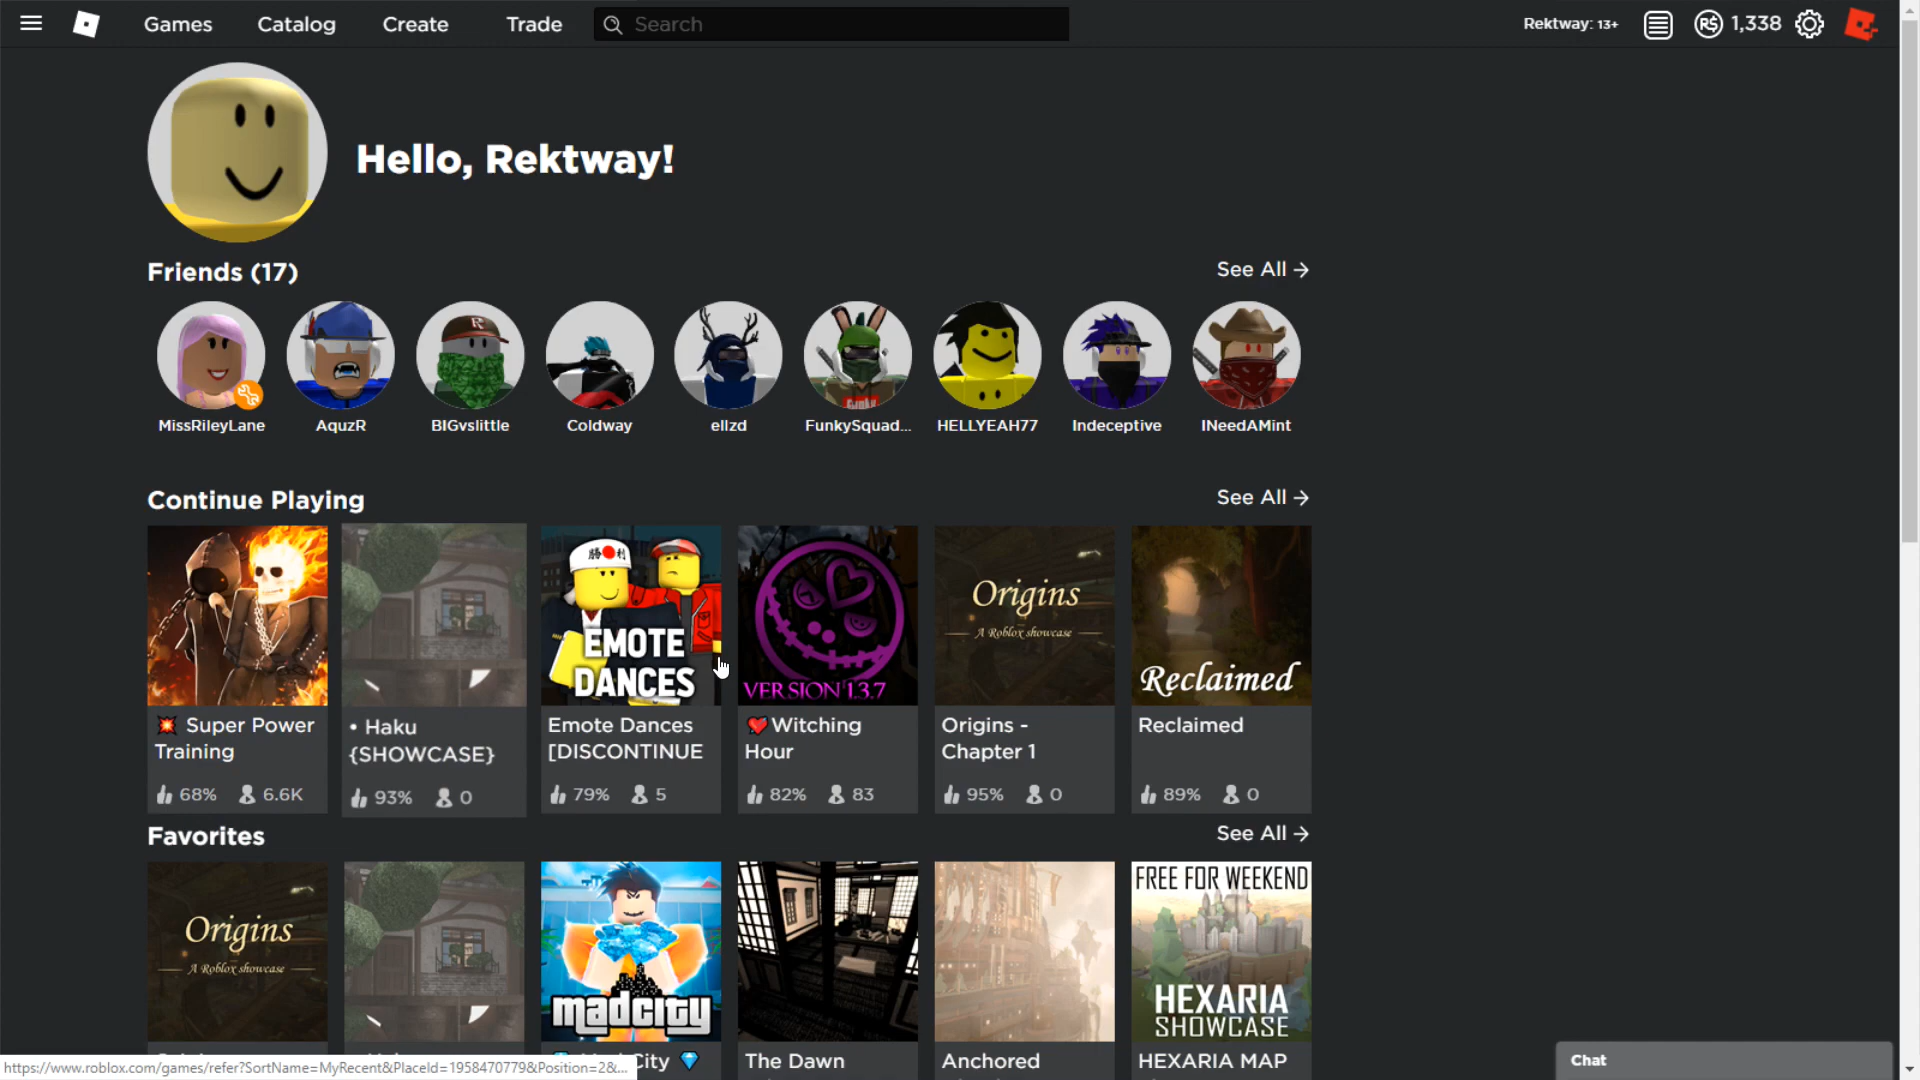 Games Catalog Create Trade Search Rektway: 13+ R$ 1,338
Hello, Rektway!
Friends (17) See All →
R
MissRileyLane AquzR BIGvslittle Coldway ellzd FunkySquad... HELLYEAH77 Indeceptive INeedAMint
Continue Playing See All →
勝 利
EMOTE
DANCES
VERSION 1.3.7
Origins
A Roblox showcase
Reclaimed
Super Power
Training
• Haku
{SHOWCASE}
Emote Dances
[DISCONTINUE
Witching
Hour
Origins -
Chapter 1
Reclaimed
68% 6.6K 93% 0 79% 5 82% 83 95% 0 89% 0
Favorites See All →
Origins
A Roblox showcase
madcity
FREE FOR WEEKEND
HEXARIA
SHOWCASE
City The Dawn Anchored HEXARIA MAP
https://www.roblox.com/games/refer?SortName=MyRecent&PlaceId=1958470779&Position=2&...
Chat